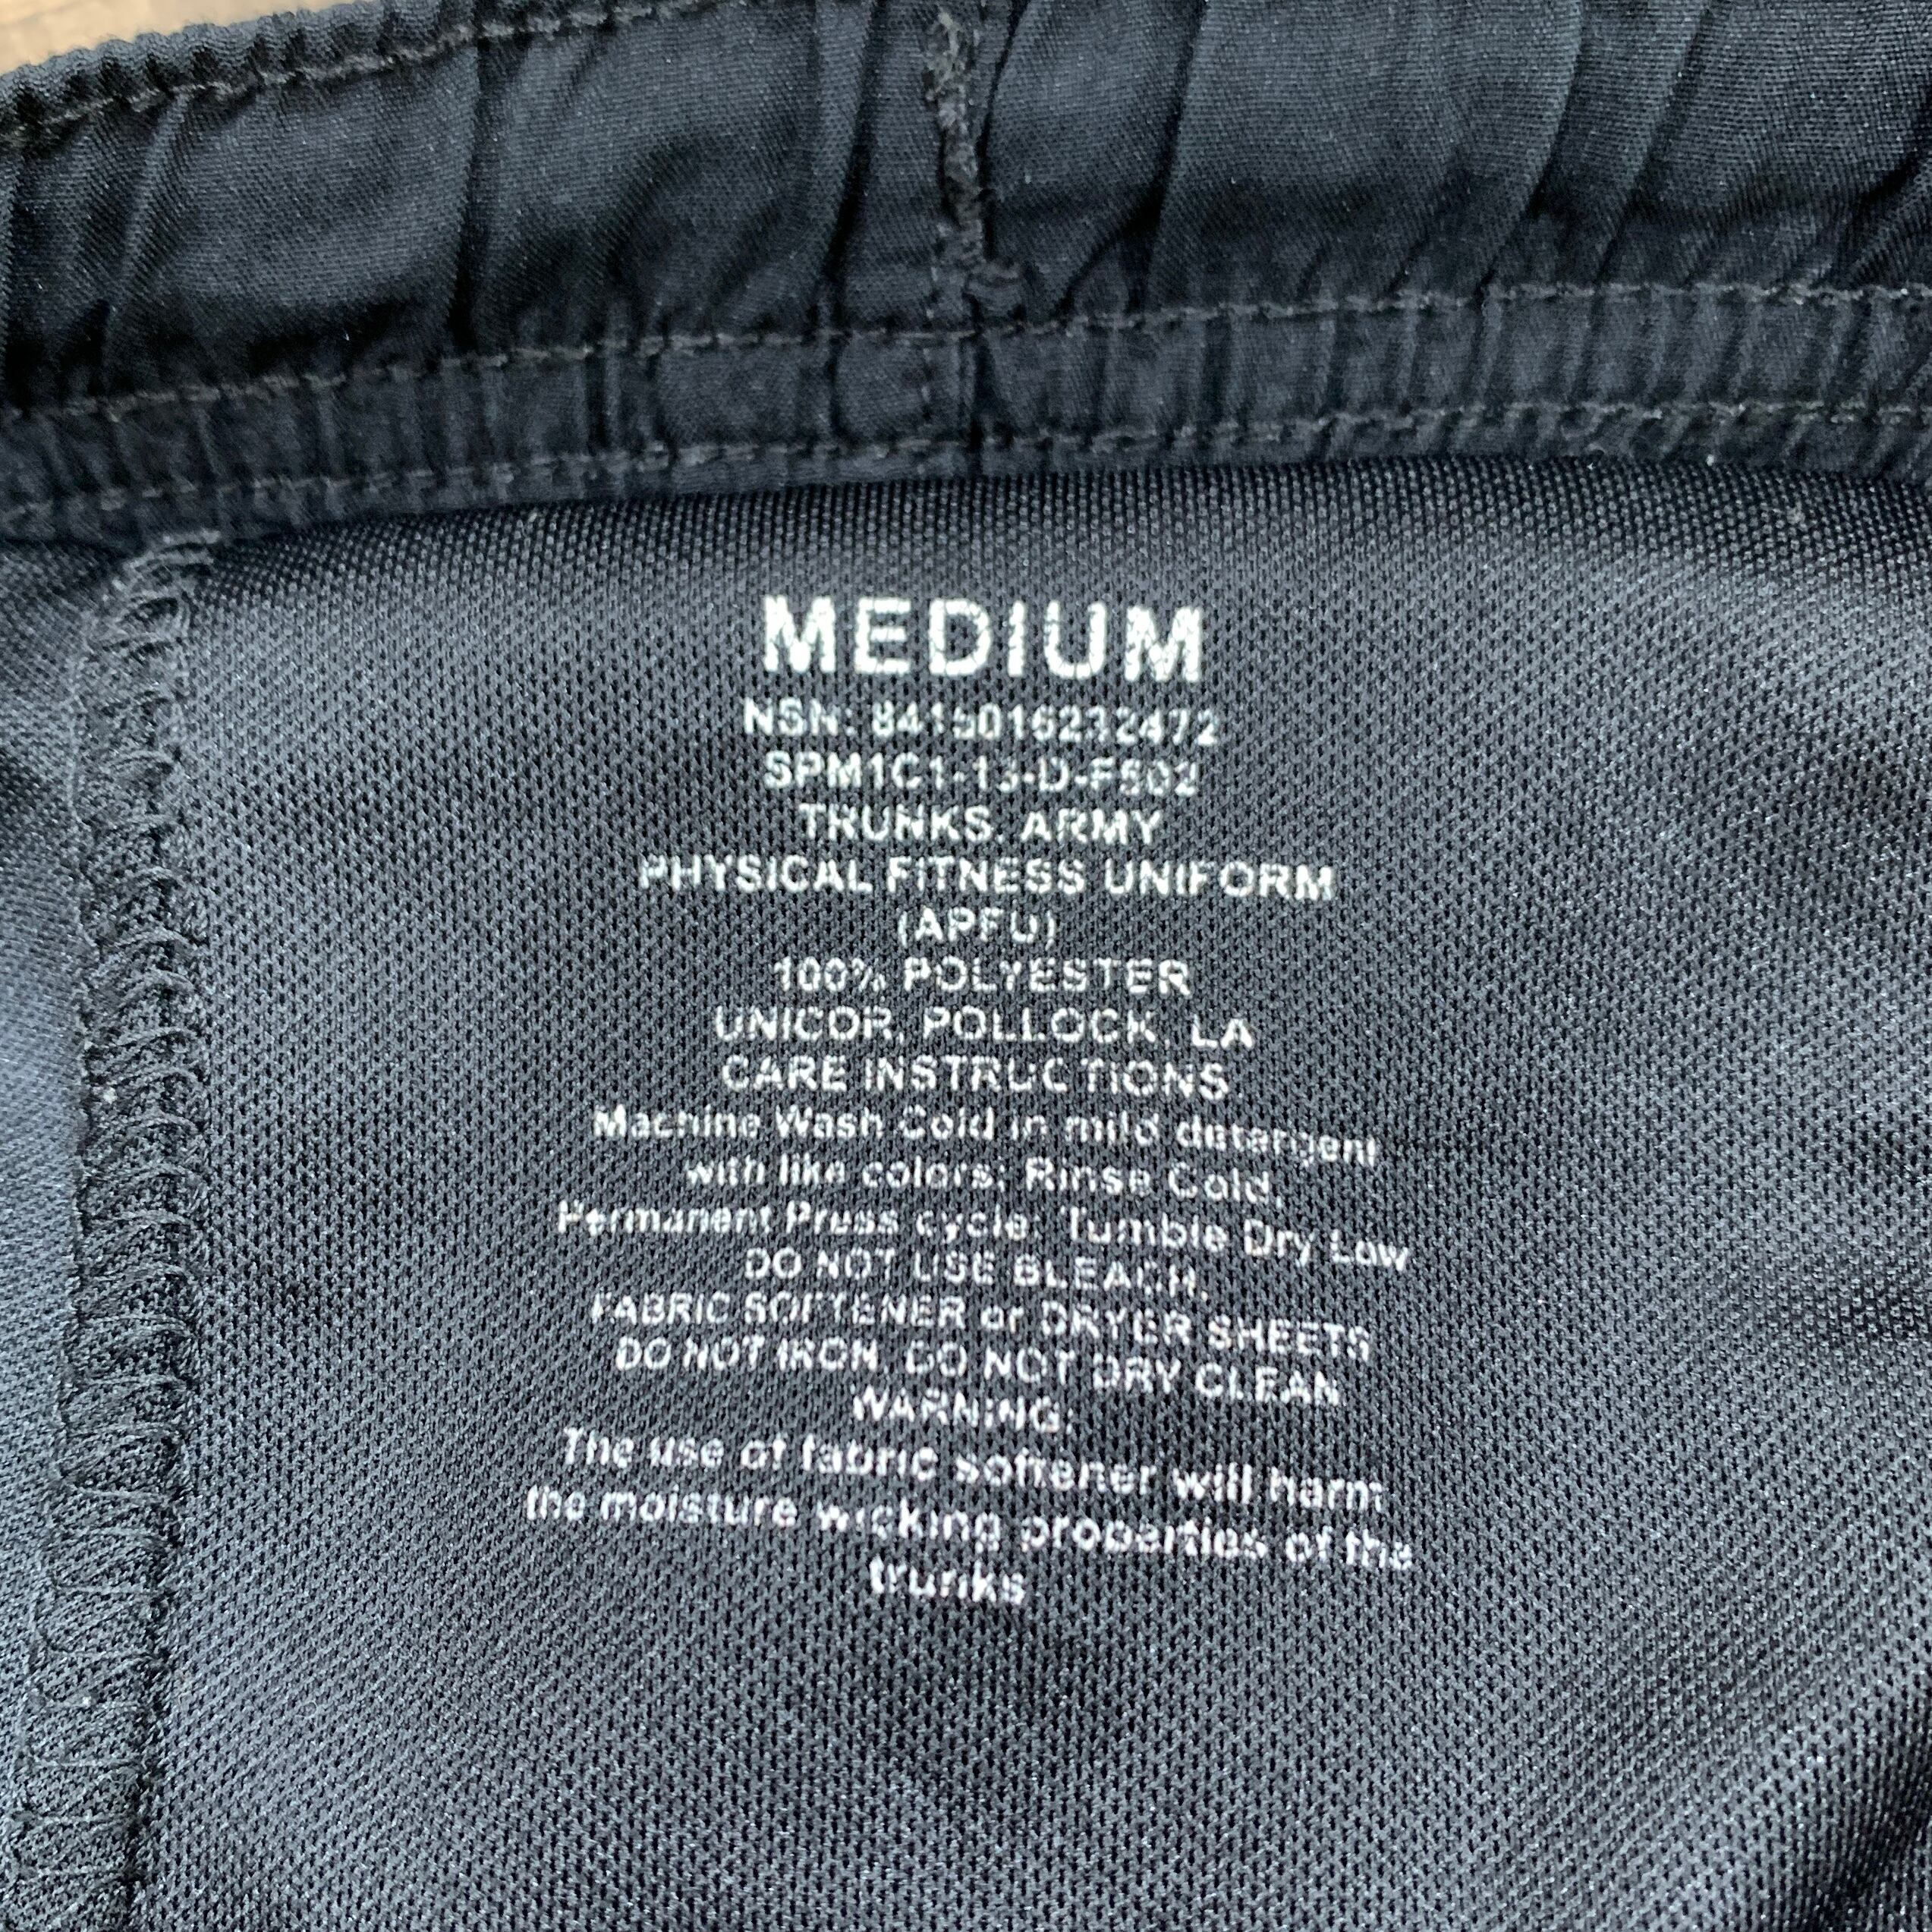 MEDIUM
NSN: 8415016232472
SPM1C1-13-D-F502
TRUNKS, ARMY
PHYSICAL FITNESS UNIFORM
(APFU)
100% POLYESTER
UNICOR, POLLOCK, LA
CARE INSTRUCTIONS
Machine Wash Cold in mild detergent
with like colors; Rinse Cold,
Permanent Press cycle; Tumble Dry Low
DO NOT USE BLEACH,
FABRIC SOFTENER or DRYER SHEETS
DO NOT IRON, DO NOT DRY CLEAN
WARNING:
The use of fabric softener will harm
the moisture wicking properties of the
trunks